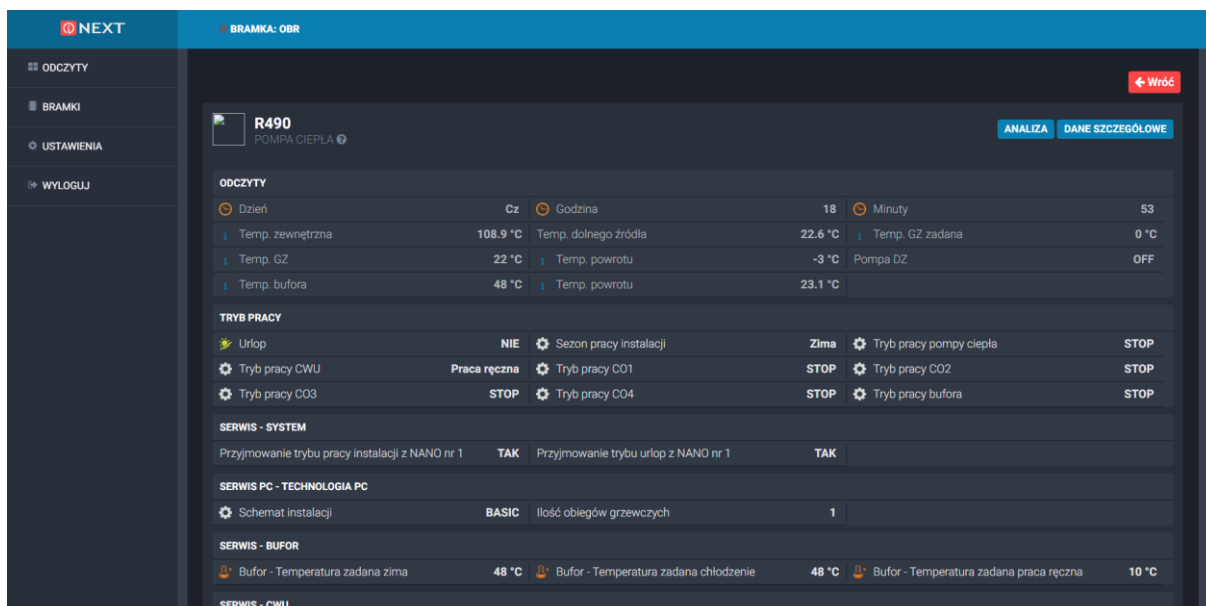 NEXT
BRAMKA: OBR
ODCZYTY
BRAMKI
USTAWIENIA
WYLOGUJ
Wróć
R490
POMPA CIEPŁA
ANALIZA DANE SZCZEGÓŁOWE
ODCZYTY
Dzień Cz Godzina 18 Minuty 53
Temp. zewnętrzna 108.9 °C Temp. dolnego źródła 22.6 °C Temp. GZ zadana 0 °C
Temp. GZ 22 °C Temp. powrotu -3 °C Pompa DZ OFF
Temp. bufora 48 °C Temp. powrotu 23.1 °C
TRYB PRACY
Urlop NIE Sezon pracy instalacji Zima Tryb pracy pompy ciepła STOP
Tryb pracy CWU Praca ręczna Tryb pracy CO1 STOP Tryb pracy CO2 STOP
Tryb pracy CO3 STOP Tryb pracy CO4 STOP Tryb pracy bufora STOP
SERWIS - SYSTEM
Przyjmowanie trybu pracy instalacji z NANO nr 1 TAK Przyjmowanie trybu urlop z NANO nr 1 TAK
SERWIS PC - TECHNOLOGIA PC
Schemat instalacji BASIC Ilość obiegów grzewczych 1
SERWIS - BUFOR
Bufor - Temperatura zadana zima 48 °C Bufor - Temperatura zadana chłodzenie 48 °C Bufor - Temperatura zadana praca ręczna 10 °C
SERWIS - CWU